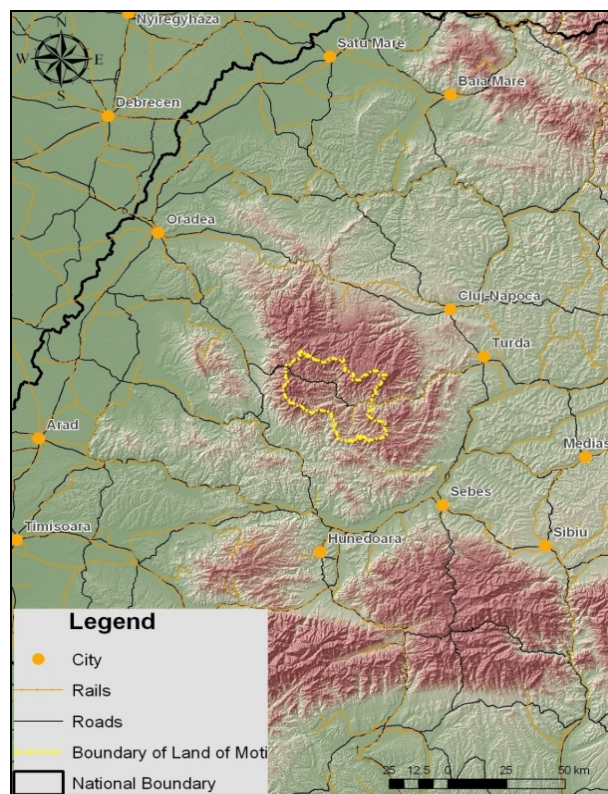 Nyiregyhaza
N
W
E
S
Satu Mare
Baia Mare
Debrecen
Oradea
Cluj-Napoca
Turda
Arad
Medias
Sebes
Timisoara
Hunedoara
Sibiu
Legend
City
Rails
Roads
Boundary of Land of Moti
National Boundary
25 12.5 0 25 50 km